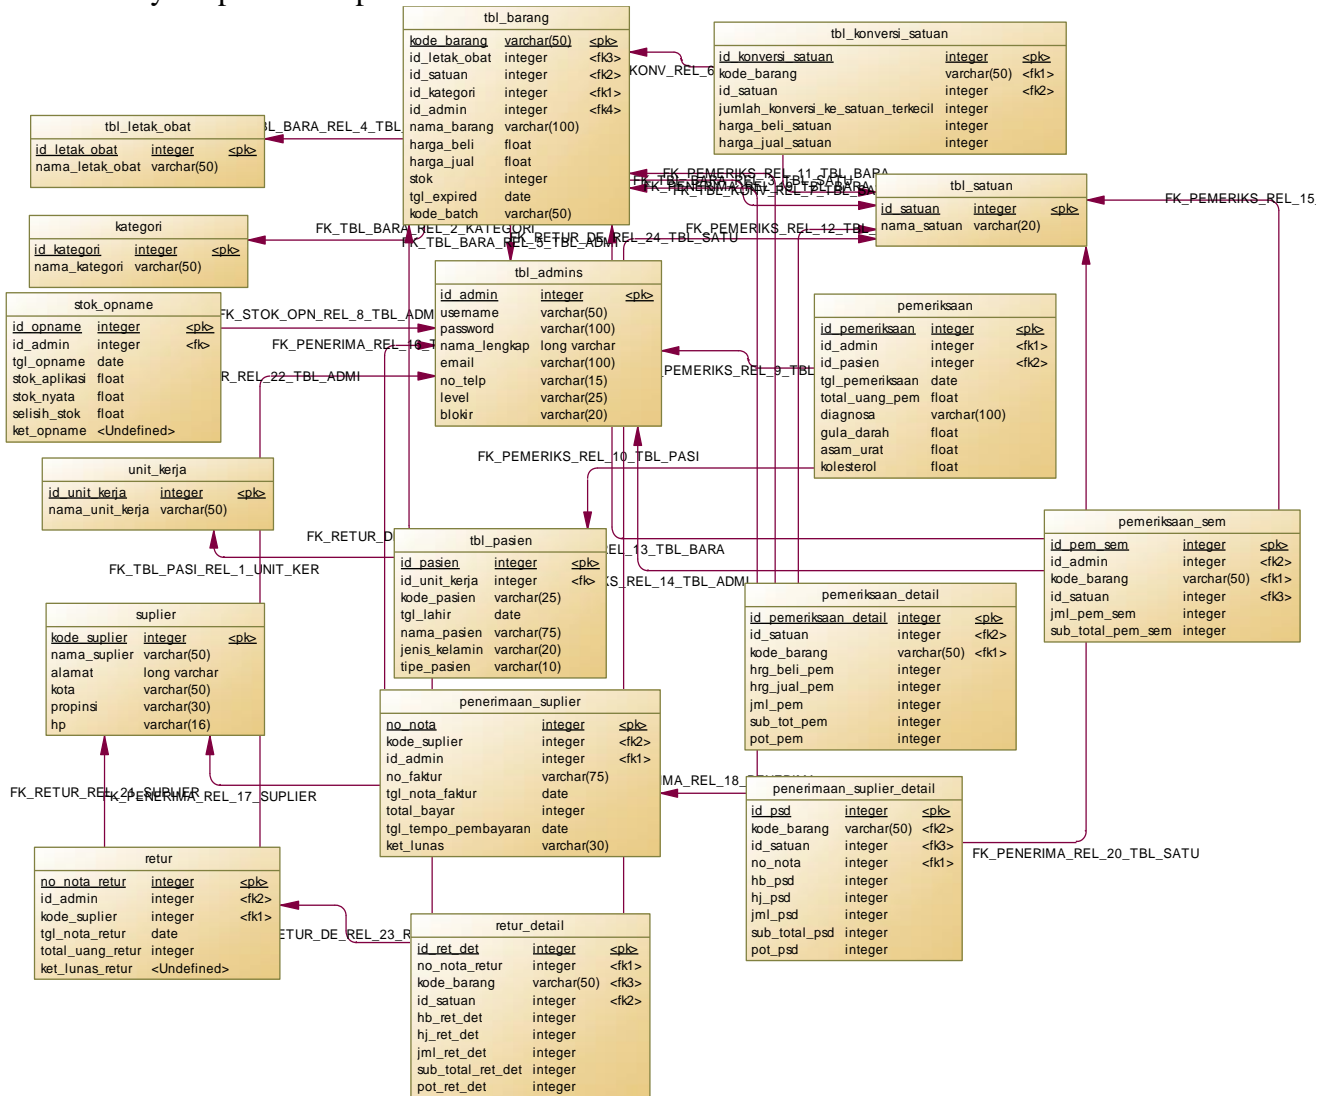 tbl_barang
kode_barang varchar(50) <pk>
id_letak_obat integer <fk3>
id_satuan integer <fk2>
id_kategori integer <fk1>
id_admin integer <fk4>
nama_barang varchar(100)
harga_beli float
harga_jual float
stok integer
tgl_expired date
kode_batch varchar(50)
tbl_konversi_satuan
id_konversi_satuan integer <pk>
kode_barang varchar(50) <fk1>
id_satuan integer <fk2>
jumlah_konversi_ke_satuan_terkecil integer
harga_beli_satuan integer
harga_jual_satuan integer
KONV_REL_6
tbl_letak_obat
id_letak_obat integer <pk>
nama_letak_obat varchar(50)
BL_BARA_REL_4_TBL_
FK_PEMERIKS_REL_11_TBL_BARA
FK_TBL_BARA_REL_3_TBL_SATU
tbl_satuan
id_satuan integer <pk>
nama_satuan varchar(20)
FK_PEMERIKS_REL_15_
kategori
id_kategori integer <pk>
nama_kategori varchar(50)
FK_TBL_BARA_REL_2_KATEGORI
FK_TBL_BARA_REL_5_TBL_ADMI
FK_RETUR_DE_REL_24_TBL_SATU
FK_PEMERIKS_REL_12_TBL_
tbl_admins
id_admin integer <pk>
username varchar(50)
password varchar(100)
nama_lengkap long varchar
email varchar(100)
no_telp varchar(15)
level varchar(25)
blokir varchar(20)
stok_opname
id_opname integer <pk>
id_admin integer <fk>
tgl_opname date
stok_aplikasi float
stok_nyata float
selisih_stok float
ket_opname <Undefined>
FK_STOK_OPN_REL_8_TBL_ADM
FK_PENERIMA_REL_16_T
R_REL_22_TBL_ADMI
pemeriksaan
id_pemeriksaan integer <pk>
id_admin integer <fk1>
id_pasien integer <fk2>
tgl_pemeriksaan date
total_uang_pem float
diagnosa varchar(100)
gula_darah float
asam_urat float
kolesterol float
PEMERIKS_REL_9_TBL
FK_PEMERIKS_REL_10_TBL_PASI
unit_kerja
id_unit_kerja integer <pk>
nama_unit_kerja varchar(50)
FK_TBL_PASI_REL_1_UNIT_KER
FK_RETUR_D
tbl_pasien
id_pasien integer <pk>
id_unit_kerja integer <fk>
kode_pasien varchar(25)
tgl_lahir date
nama_pasien varchar(75)
jenis_kelamin varchar(20)
tipe_pasien varchar(10)
EL_13_TBL_BARA
KS_REL_14_TBL_ADMI
pemeriksaan_sem
id_pem_sem integer <pk>
id_admin integer <fk2>
kode_barang varchar(50) <fk1>
id_satuan integer <fk3>
jml_pem_sem integer
sub_total_pem_sem integer
pemeriksaan_detail
id_pemeriksaan_detail integer <pk>
id_satuan integer <fk2>
kode_barang varchar(50) <fk1>
hrg_beli_pem integer
hrg_jual_pem integer
jml_pem integer
sub_tot_pem integer
pot_pem integer
suplier
kode_suplier integer <pk>
nama_suplier varchar(50)
alamat long varchar
kota varchar(50)
propinsi varchar(30)
hp varchar(16)
penerimaan_suplier
no_nota integer <pk>
kode_suplier integer <fk2>
id_admin integer <fk1>
no_faktur varchar(75)
tgl_nota_faktur date
total_bayar integer
tgl_tempo_pembayaran date
ket_lunas varchar(30)
MA_REL_18_
FK_RETUR_REL_21_SUPLIER
FK_PENERIMA_REL_17_SUPLIER
penerimaan_suplier_detail
id_psd integer <pk>
kode_barang varchar(50) <fk2>
id_satuan integer <fk3>
no_nota integer <fk1>
hb_psd integer
hj_psd integer
jml_psd integer
sub_total_psd integer
pot_psd integer
FK_PENERIMA_REL_20_TBL_SATU
retur
no_nota_retur integer <pk>
id_admin integer <fk2>
kode_suplier integer <fk1>
tgl_nota_retur date
total_uang_retur integer
ket_lunas_retur <Undefined>
ETUR_DE_REL_23_R
retur_detail
id_ret_det integer <pk>
no_nota_retur integer <fk1>
kode_barang varchar(50) <fk3>
id_satuan integer <fk2>
hb_ret_det integer
hj_ret_det integer
jml_ret_det integer
sub_total_ret_det integer
pot_ret_det integer